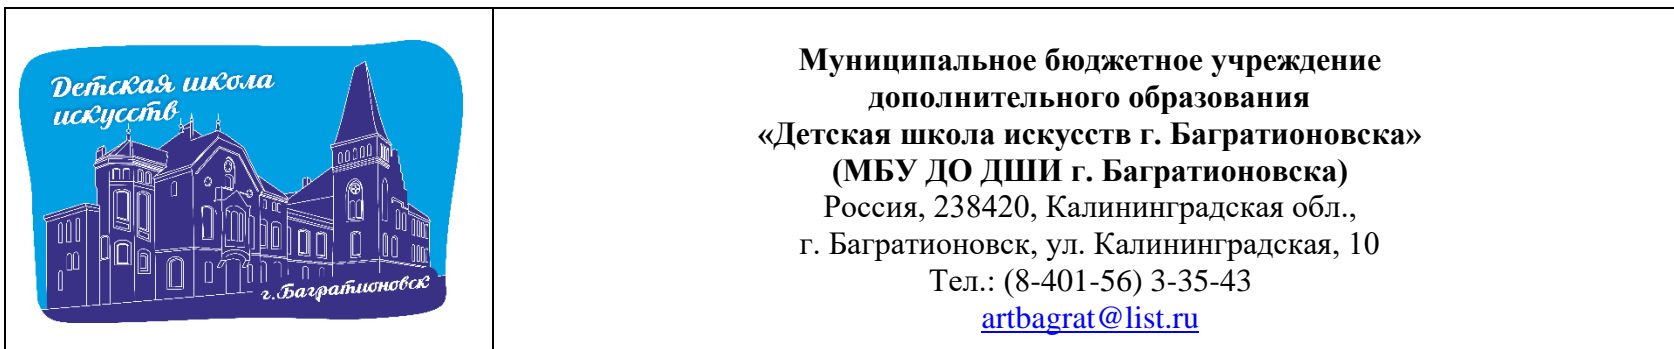 Детская школа
искусств
г.Багратионовск
Муниципальное бюджетное учреждение
дополнительного образования
«Детская школа искусств г. Багратионовска»
(МБУ ДО ДШИ г. Багратионовска)
Россия, 238420, Калининградская обл.,
г. Багратионовск, ул. Калининградская, 10
Тел.: (8-401-56) 3-35-43
artbagrat@list.ru